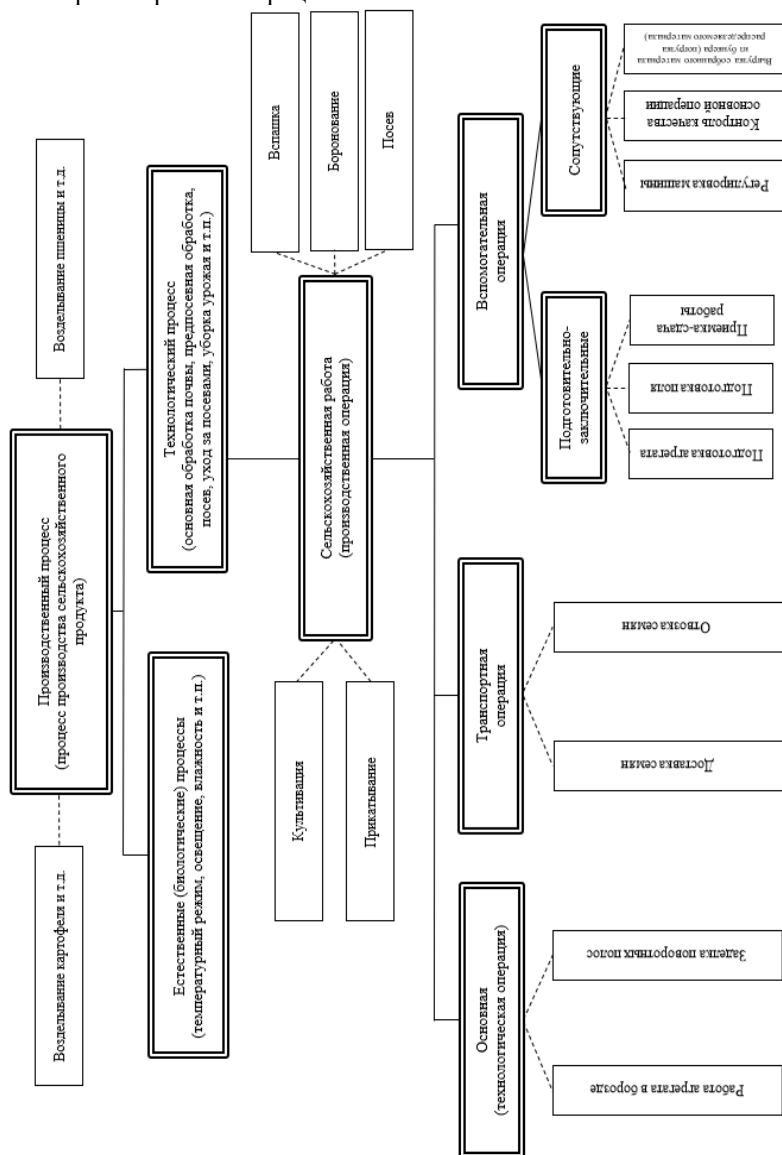 Возделывание картофеля и т.д.
Производственный процесс
(процесс производства сельскохозяйственного
продукта)
Возделывание пшеницы и т.д.
Естественные (биологические) процессы
(температурный режим, освещение, влажность и т.п.)
Технологический процесс
(основная обработка почвы, предпосевная обработка,
посев, уход за посевами, уборка урожая и т.п.)
Культивация
Прикатывание
Сельскохозяйственная работа
(производственная операция)
Вспашка
Боронование
Посев
Основная
(технологическая операция)
Транспортная
операция
Вспомогательная
операция
Подготовительно-
заключительные
Сопутствующие
Работа агрегата в борозде
Заделка поворотных полос
Доставка семян
Отвозка семян
Подготовка агрегата
Подготовка поля
Приемка-сдача
работы
Регулировка машины
Контроль качества
основной операции
Выгрузка собранного материала
из бункера (погрузка
распределяемого материала)